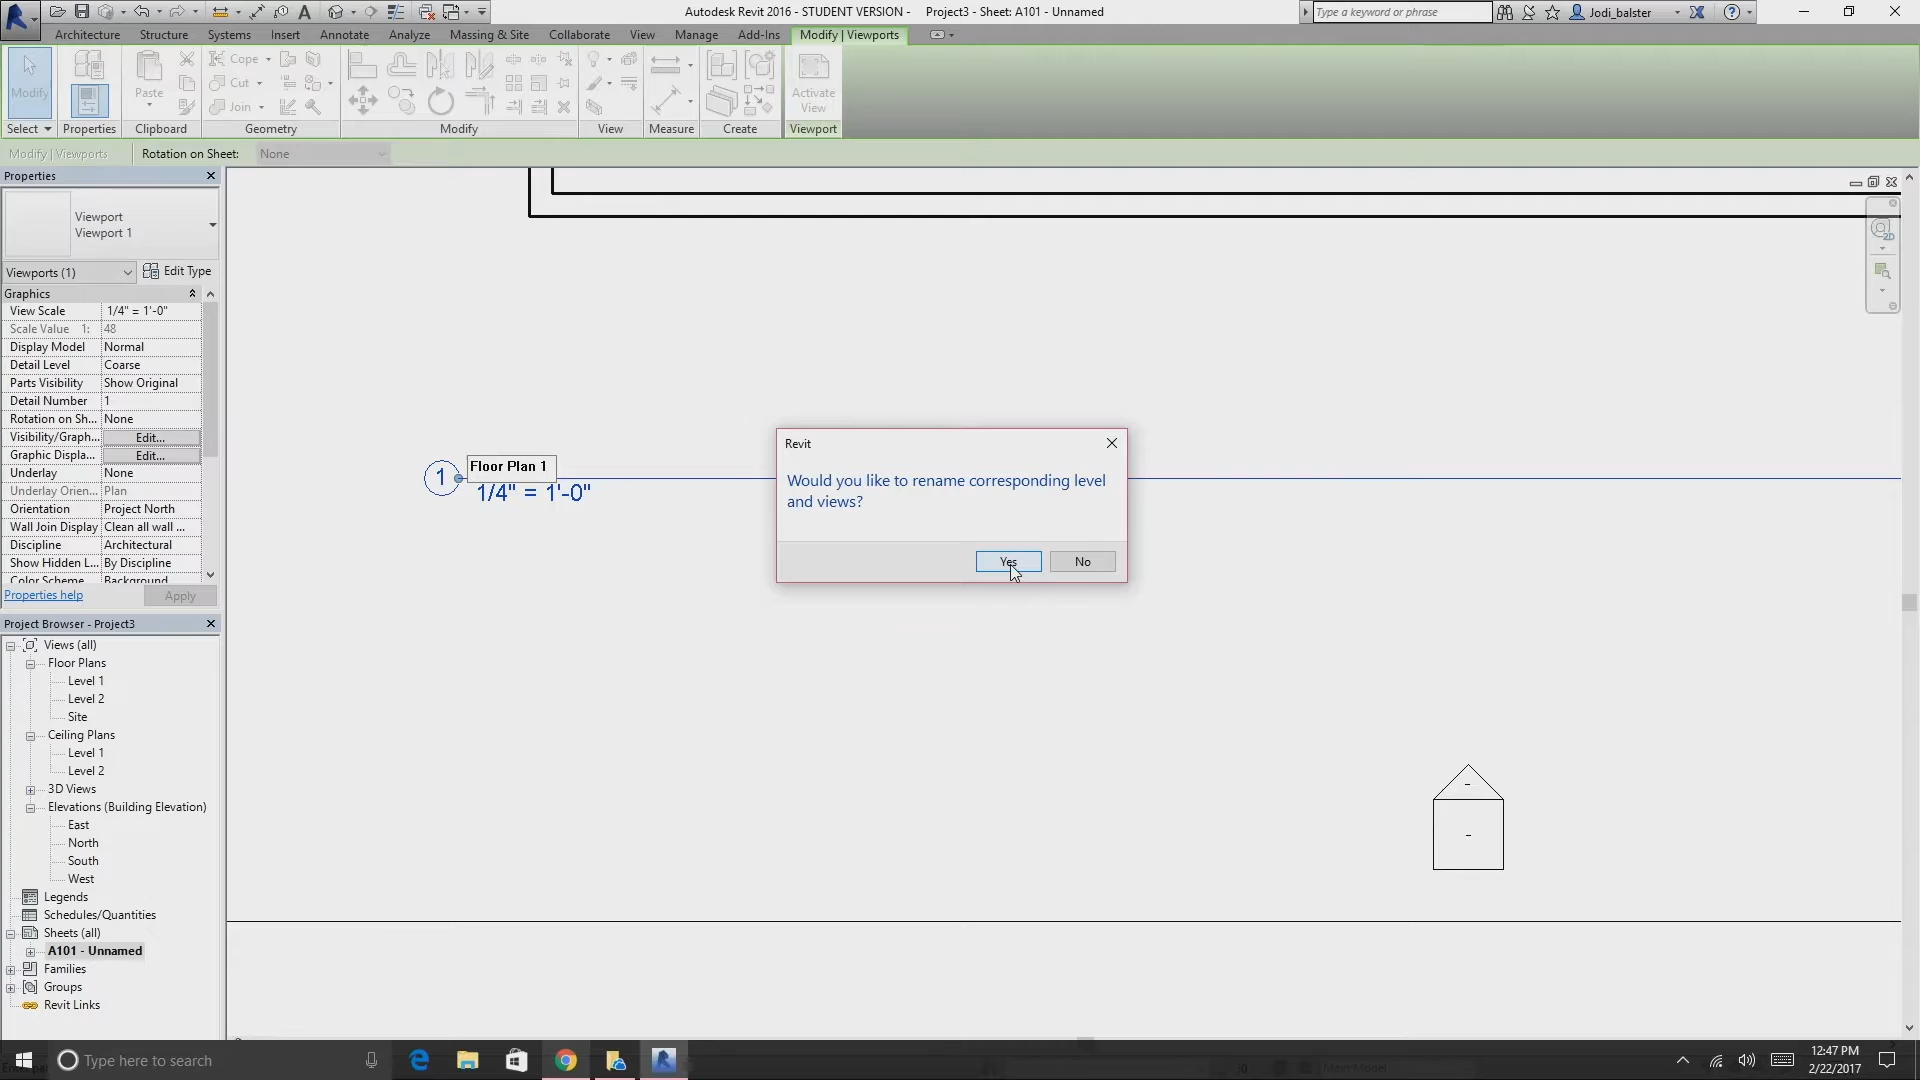 Autodesk Revit 2016 - STUDENT VERSION - Project3 - Sheet: A101 - Unnamed
Type a keyword or phrase
Jodi_balster
Architecture Structure Systems Insert Annotate Analyze Massing & Site Collaborate View Manage Add-Ins Modify | Viewports
Modify
Paste
Cope
Cut
Join
Activate
View
Select Properties Clipboard Geometry Modify View Measure Create Viewport
Modify | Viewports Rotation on Sheet: None
Properties
Viewport
Viewport 1
Viewports (1) Edit Type
Graphics
View Scale 1/4" = 1'-0"
Scale Value 1: 48
Display Model Normal
Detail Level Coarse
Parts Visibility Show Original
Detail Number 1
Rotation on Sh... None
Visibility/Graph... Edit...
Graphic Displa... Edit...
Underlay None
Underlay Orien... Plan
Orientation Project North
Wall Join Display Clean all wall ...
Discipline Architectural
Show Hidden L... By Discipline
Color Scheme Background
Properties help Apply
Project Browser - Project3
Views (all)
Floor Plans
Level 1
Level 2
Site
Ceiling Plans
Level 1
Level 2
3D Views
Elevations (Building Elevation)
East
North
South
West
Legends
Schedules/Quantities
Sheets (all)
A101 - Unnamed
Families
Groups
Revit Links
2D
1 Floor Plan 1
1/4" = 1'-0"
Revit
Would you like to rename corresponding level
and views?
Yes No
Type here to search
Main Model
12:47 PM
2/22/2017